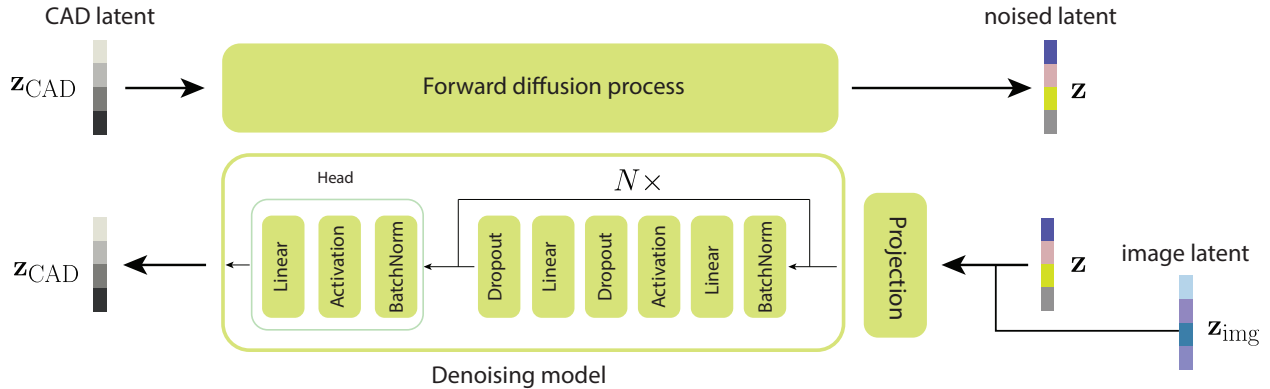 CAD latent
noised latent
z_CAD
Forward diffusion process
z
Head
N ×
Linear
Activation
BatchNorm
Dropout
Linear
Dropout
Activation
Linear
BatchNorm
Projection
z_CAD
z
image latent
z_img
Denoising model